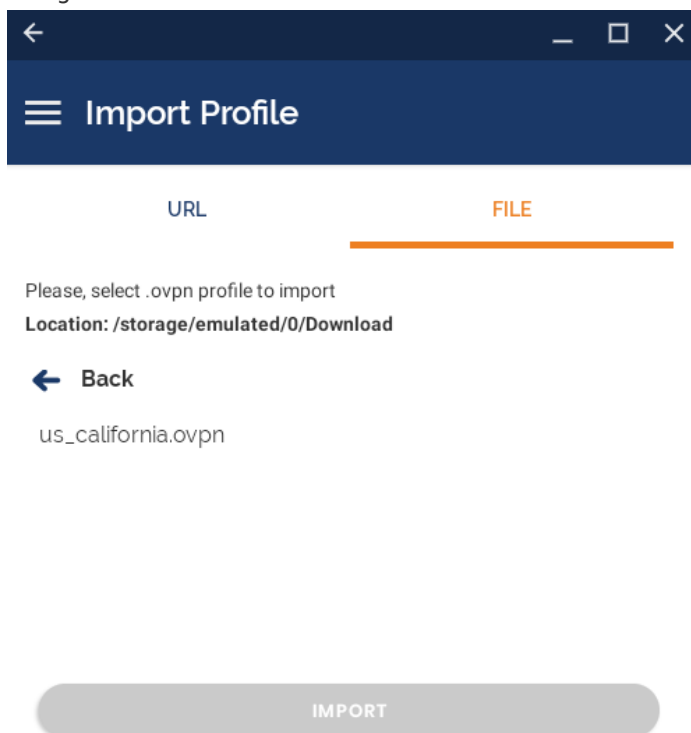 Import Profile
URL
FILE
Please, select .ovpn profile to import
Location: /storage/emulated/0/Download
Back
us_california.ovpn
IMPORT